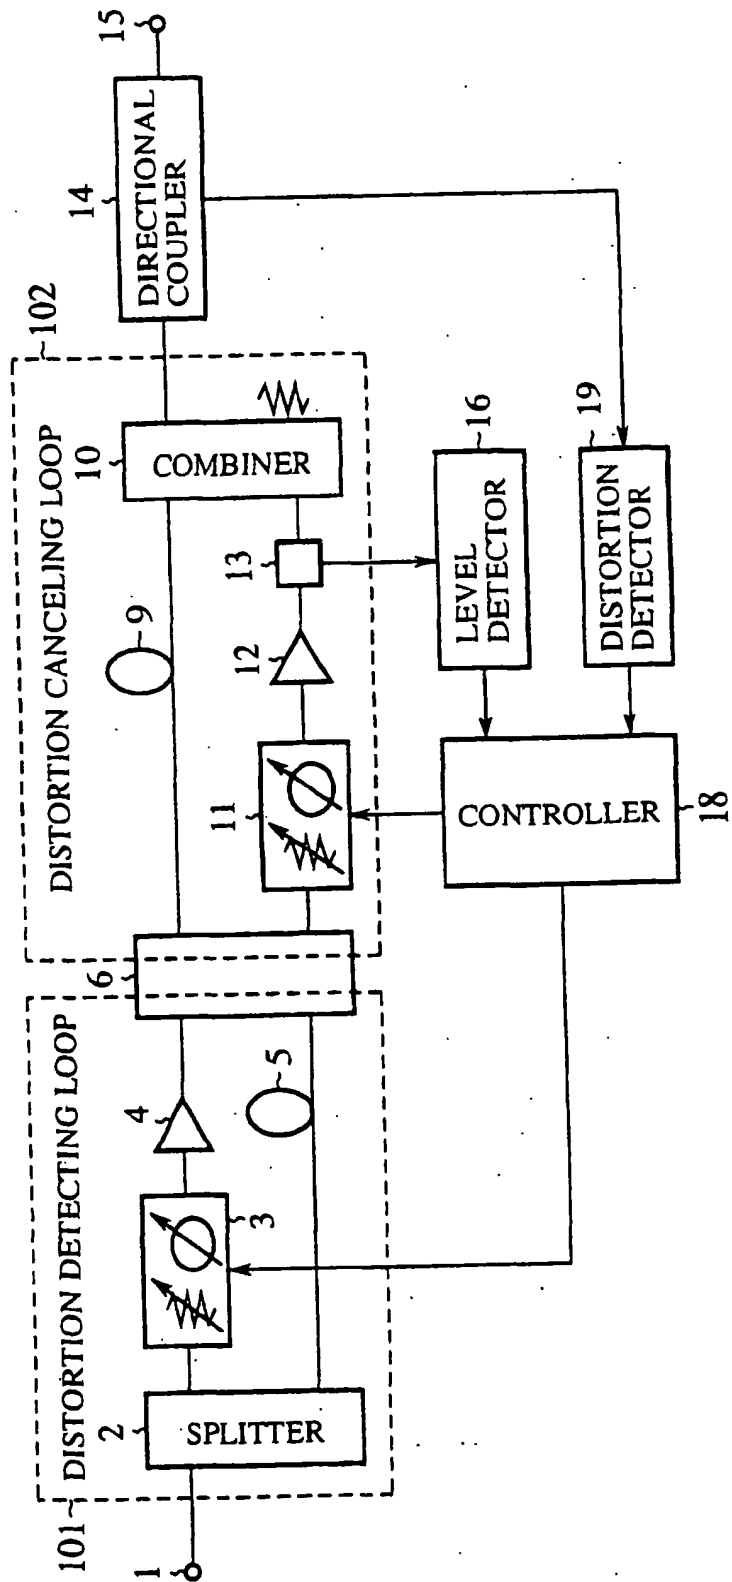 101
DISTORTION DETECTING LOOP
DISTORTION CANCELING LOOP
102
1
2
SPLITTER
3
4
5
6
9
10
COMBINER
11
12
13
14
DIRECTIONAL
COUPLER
15
16
LEVEL
DETECTOR
19
DISTORTION
DETECTOR
CONTROLLER
18